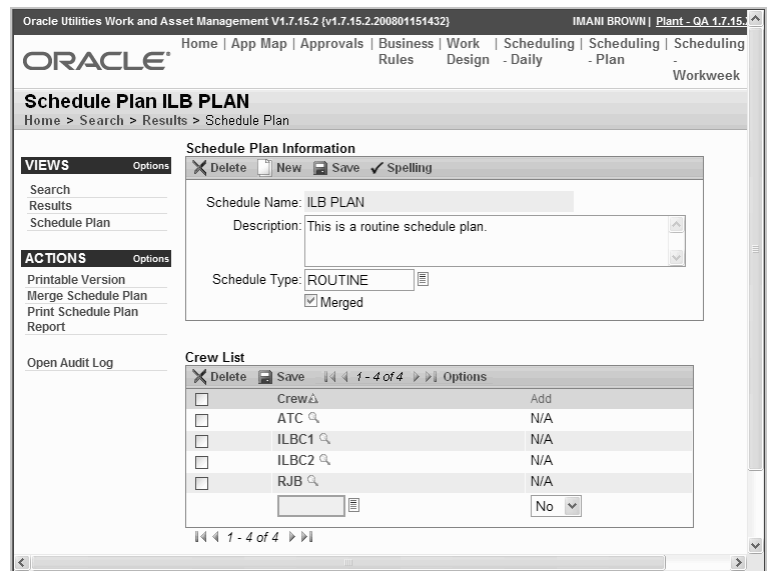 Oracle Utilities Work and Asset Management V1.7.15.2 {v1.7.15.2.200801151432} IMANI BROWN | Plant - QA 1.7.15.
ORACLE
Home | App Map | Approvals | Business Rules | Work Design | Scheduling - Daily | Scheduling - Plan | Scheduling - Workweek
Schedule Plan ILB PLAN
Home > Search > Results > Schedule Plan
VIEWS Options
Search
Results
Schedule Plan
ACTIONS Options
Printable Version
Merge Schedule Plan
Print Schedule Plan
Report
Open Audit Log
Schedule Plan Information
Delete New Save Spelling
Schedule Name: ILB PLAN
Description: This is a routine schedule plan.
Schedule Type: ROUTINE
Merged
Crew List
Delete Save 1 - 4 of 4 Options
Crew Add
ATC N/A
ILBC1 N/A
ILBC2 N/A
RJB N/A
No
1 - 4 of 4